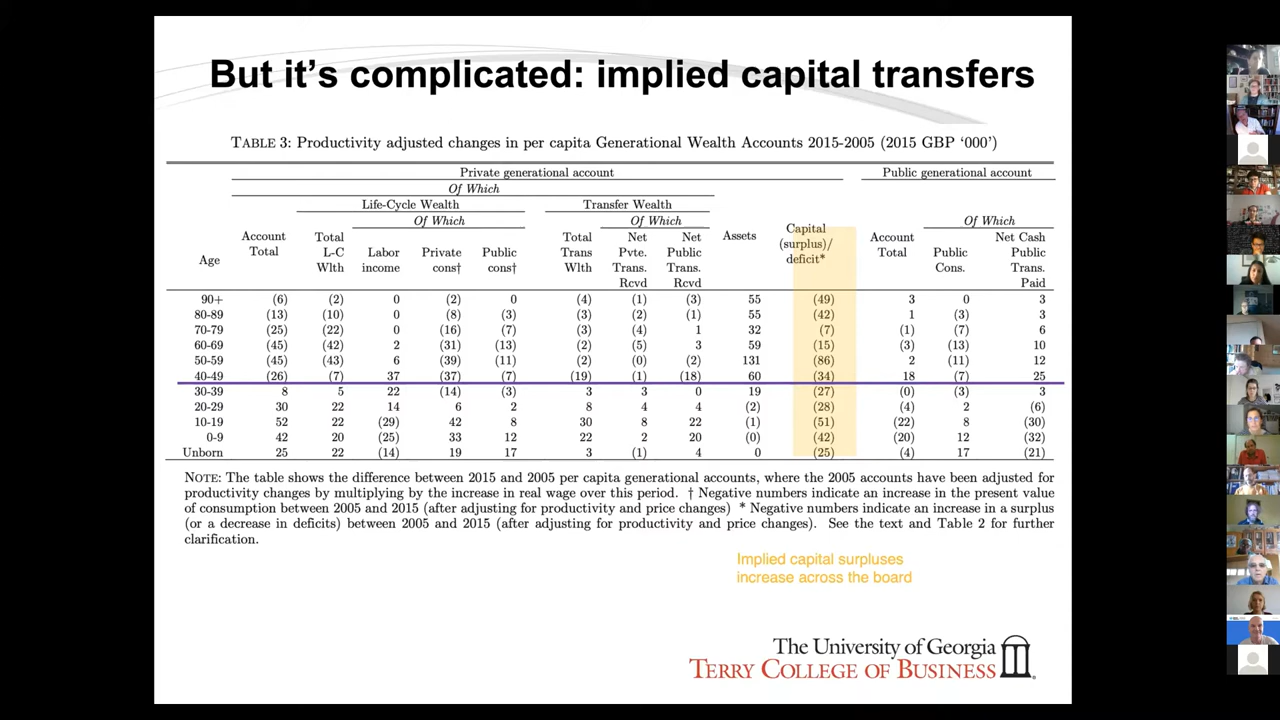 But it's complicated: implied capital transfers
TABLE 3: Productivity adjusted changes in per capita Generational Wealth Accounts 2015-2005 (2015 GBP '000')
Private generational account Public generational account
Of Which
Life-Cycle Wealth Transfer Wealth
Of Which Of Which Of Which
Age Account Total Total L-C Wlth Labor income Private cons† Public cons† Total Trans Wlth Net Pvte. Trans. Rcvd Net Public Trans. Rcvd Assets Capital (surplus)/ deficit* Account Total Public Cons. Net Cash Public Trans. Paid
90+ (6) (2) 0 (2) 0 (4) (1) (3) 55 (49) 3 0 3
80-89 (13) (10) 0 (8) (3) (3) (2) (1) 55 (42) 1 (3) 3
70-79 (25) (22) 0 (16) (7) (3) (4) 1 32 (7) (1) (7) 6
60-69 (45) (42) 2 (31) (13) (2) (5) 3 59 (15) (3) (13) 10
50-59 (45) (43) 6 (39) (11) (2) (0) (2) 131 (86) 2 (11) 12
40-49 (26) (7) 37 (37) (7) (19) (1) (18) 60 (34) 18 (7) 25
30-39 8 5 22 (14) (3) 3 3 0 19 (27) (0) (3) 3
20-29 30 22 14 6 2 8 4 4 (2) (28) (4) 2 (6)
10-19 52 22 (29) 42 8 30 8 22 (1) (51) (22) 8 (30)
0-9 42 20 (25) 33 12 22 2 20 (0) (42) (20) 12 (32)
Unborn 25 22 (14) 19 17 3 (1) 4 0 (25) (4) 17 (21)
NOTE: The table shows the difference between 2015 and 2005 per capita generational accounts, where the 2005 accounts have been adjusted for
productivity changes by multiplying by the increase in real wage over this period. † Negative numbers indicate an increase in the present value
of consumption between 2005 and 2015 (after adjusting for productivity and price changes) * Negative numbers indicate an increase in a surplus
(or a decrease in deficits) between 2005 and 2015 (after adjusting for productivity and price changes). See the text and Table 2 for further
clarification.
Implied capital surpluses
increase across the board
The University of Georgia
TERRY COLLEGE OF BUSINESS